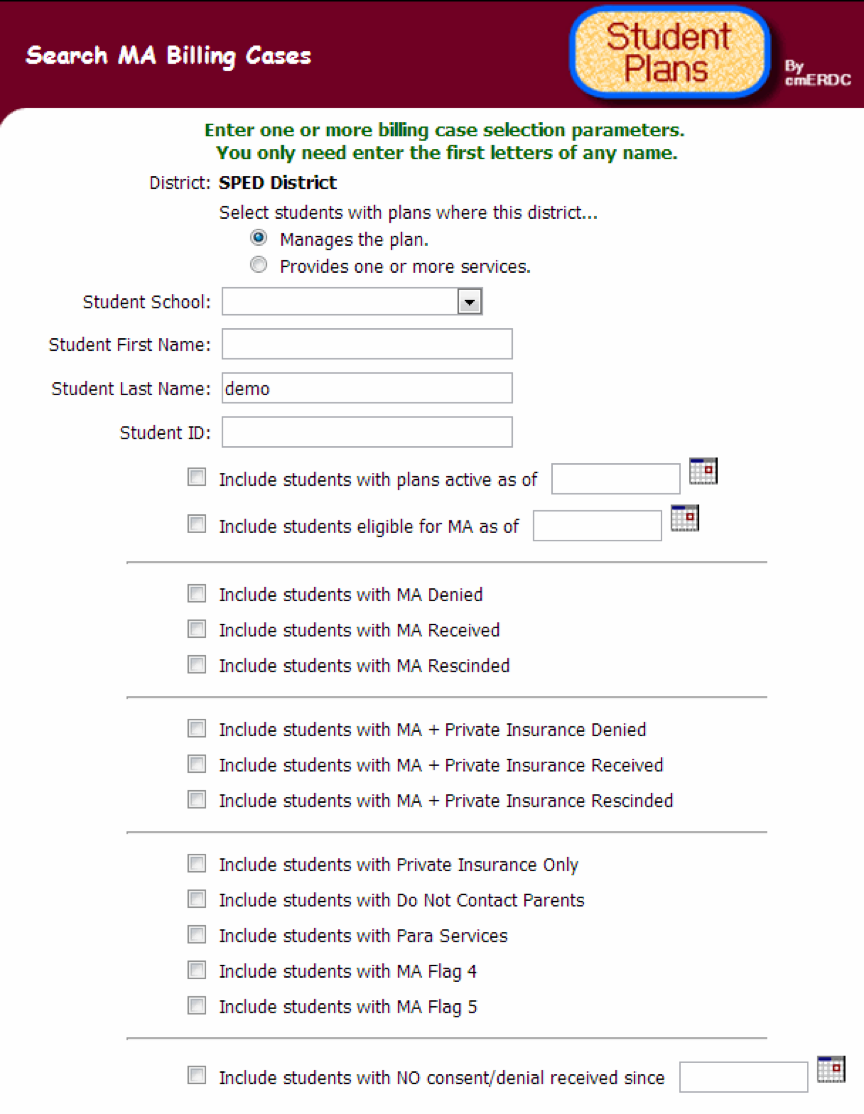 Search MA Billing Cases
Student
Plans
By
cmERDC
Enter one or more billing case selection parameters.
You only need enter the first letters of any name.
District: SPED District
Select students with plans where this district...
Manages the plan.
Provides one or more services.
Student School:
Student First Name:
Student Last Name: demo
Student ID:
Include students with plans active as of
Include students eligible for MA as of
Include students with MA Denied
Include students with MA Received
Include students with MA Rescinded
Include students with MA + Private Insurance Denied
Include students with MA + Private Insurance Received
Include students with MA + Private Insurance Rescinded
Include students with Private Insurance Only
Include students with Do Not Contact Parents
Include students with Para Services
Include students with MA Flag 4
Include students with MA Flag 5
Include students with NO consent/denial received since